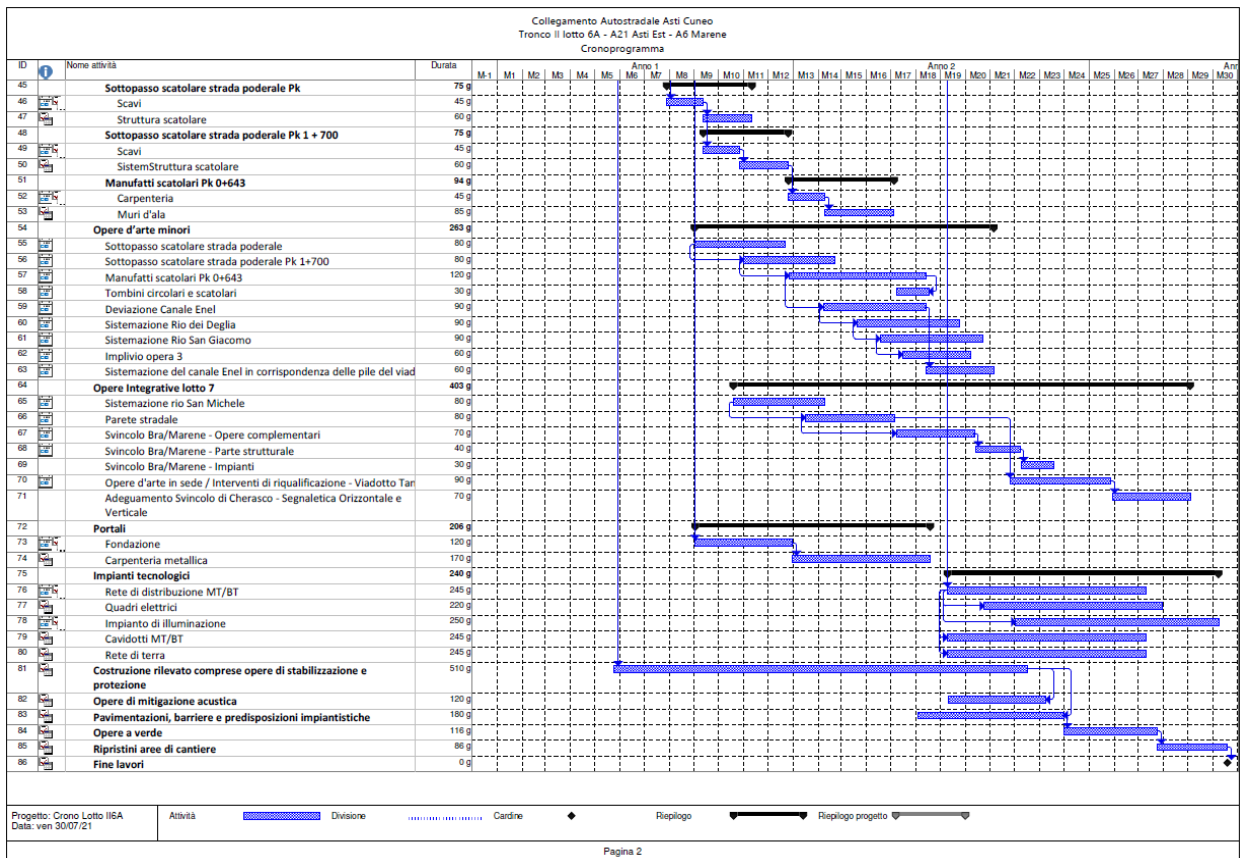 Collegamento Autostradale Asti Cuneo
Tronco II lotto 6A - A21 Asti Est - A6 Marene
Cronoprogramma
ID Nome attività Durata Anno 1 Anno 2 Anr
M-1 M1 M2 M3 M4 M5 M6 M7 M8 M9 M10 M11 M12 M13 M14 M15 M16 M17 M18 M19 M20 M21 M22 M23 M24 M25 M26 M27 M28 M29 M30
45 Sottopasso scatolare strada poderale Pk 75 g
46 Scavi 45 g
47 Struttura scatolare 60 g
48 Sottopasso scatolare strada poderale Pk 1 + 700 75 g
49 Scavi 45 g
50 SistemStruttura scatolare 60 g
51 Manufatti scatolari Pk 0+643 94 g
52 Carpenteria 45 g
53 Muri d'ala 85 g
54 Opere d'arte minori 263 g
55 Sottopasso scatolare strada poderale 80 g
56 Sottopasso scatolare strada poderale Pk 1+700 80 g
57 Manufatti scatolari Pk 0+643 120 g
58 Tombini circolari e scatolari 30 g
59 Deviazione Canale Enel 90 g
60 Sistemazione Rio dei Deglia 90 g
61 Sistemazione Rio San Giacomo 90 g
62 Implivio opera 3 60 g
63 Sistemazione del canale Enel in corrispondenza delle pile del viad 60 g
64 Opere Integrative lotto 7 403 g
65 Sistemazione rio San Michele 80 g
66 Parete stradale 80 g
67 Svincolo Bra/Marene - Opere complementari 70 g
68 Svincolo Bra/Marene - Parte strutturale 40 g
69 Svincolo Bra/Marene - Impianti 30 g
70 Opere d'arte in sede / Interventi di riqualificazione - Viadotto Tan 90 g
71 Adeguamento Svincolo di Cherasco - Segnaletica Orizzontale e 70 g
Verticale
72 Portali 206 g
73 Fondazione 120 g
74 Carpenteria metallica 170 g
75 Impianti tecnologici 240 g
76 Rete di distribuzione MT/BT 245 g
77 Quadri elettrici 220 g
78 Impianto di illuminazione 250 g
79 Cavidotti MT/BT 245 g
80 Rete di terra 245 g
81 Costruzione rilevato comprese opere di stabilizzazione e 510 g
protezione
82 Opere di mitigazione acustica 120 g
83 Pavimentazioni, barriere e predisposizioni impiantistiche 180 g
84 Opere a verde 116 g
85 Ripristini aree di cantiere 86 g
86 Fine lavori 0 g
Progetto: Crono Lotto II6A Attività Divisione Cardine Riepilogo Riepilogo progetto
Data: ven 30/07/21
Pagina 2